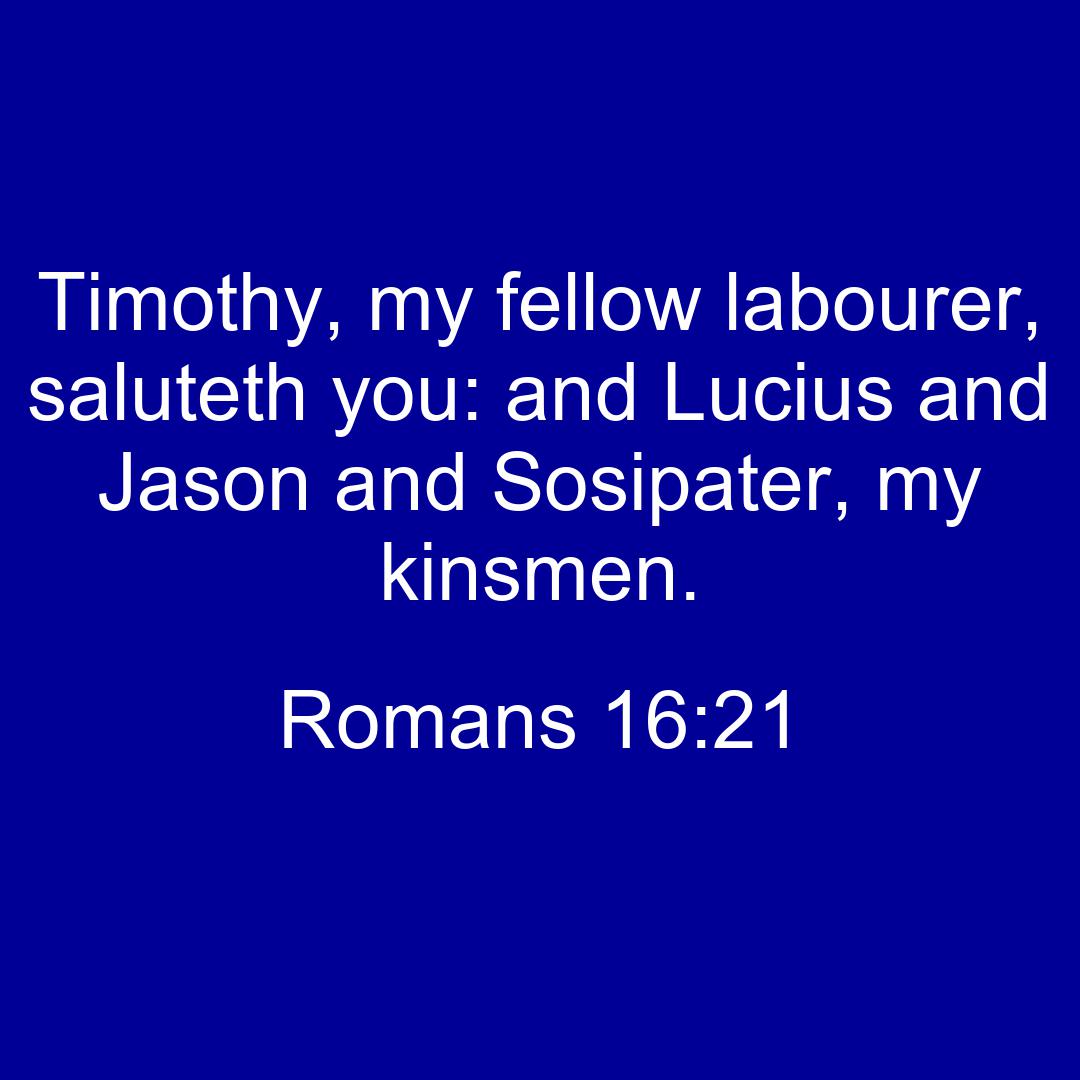 Timothy, my fellow labourer,
saluteth you: and Lucius and
Jason and Sosipater, my
kinsmen.
Romans 16:21